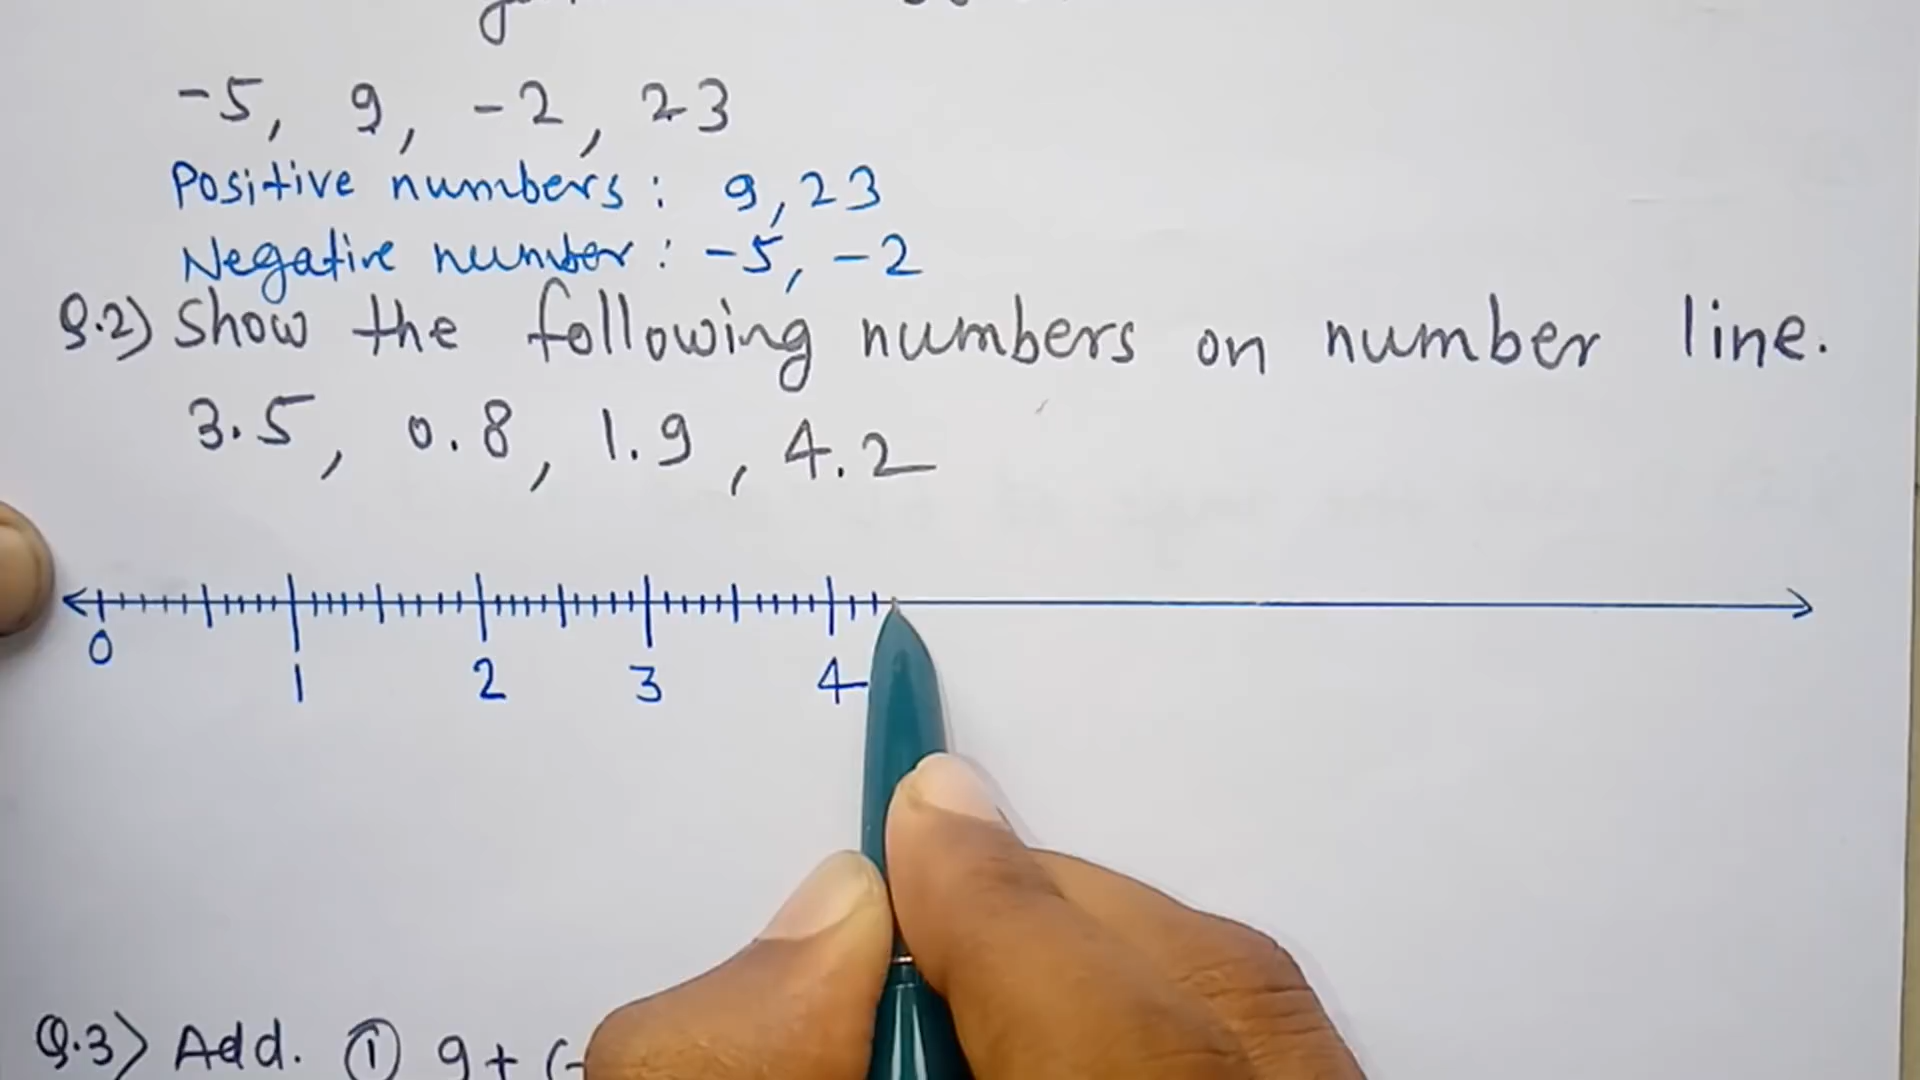 -5, 9, -2, 23
Positive numbers: 9, 23
Negative number: -5, -2
Q.2) Show the following numbers on number line.
3.5, 0.8, 1.9, 4.2
0 1 2 3 4
Q.3) Add. ① 9 + (-